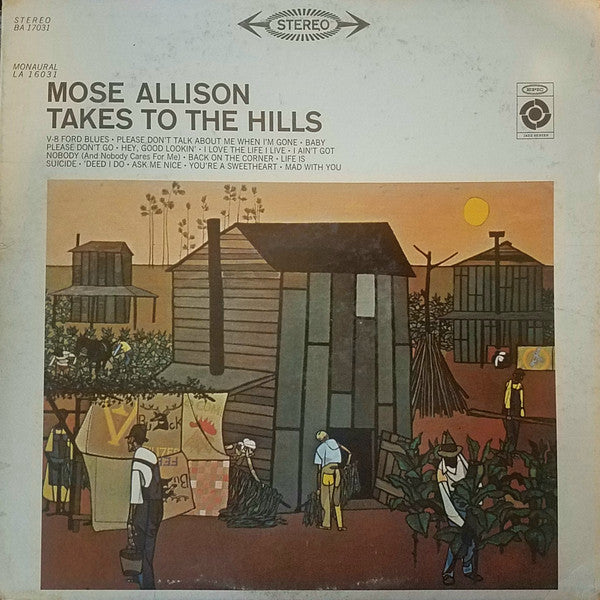 STEREO
BA 17031
STEREO
MONAURAL
LA 16031
EPIC
JAZZ SERIES
MOSE ALLISON
TAKES TO THE HILLS
V-8 FORD BLUES • PLEASE DON'T TALK ABOUT ME WHEN I'M GONE • BABY
PLEASE DON'T GO • HEY, GOOD LOOKIN' • I LOVE THE LIFE I LIVE • I AIN'T GOT
NOBODY (And Nobody Cares For Me) • BACK ON THE CORNER • LIFE IS
SUICIDE • 'DEED I DO • ASK ME NICE • YOU'RE A SWEETHEART • MAD WITH YOU